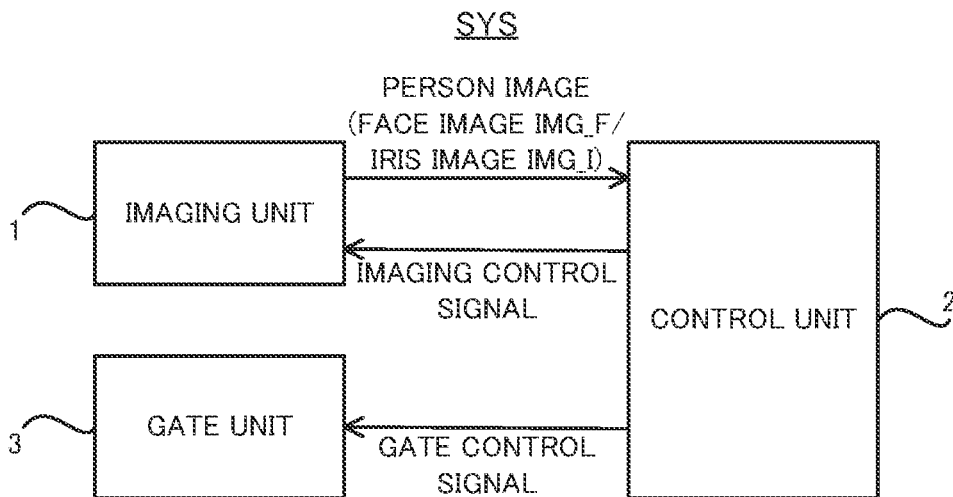 SYS
PERSON IMAGE
(FACE IMAGE IMG_F/
IRIS IMAGE IMG_I)
1
IMAGING UNIT
IMAGING CONTROL
SIGNAL
CONTROL UNIT
2
3
GATE UNIT
GATE CONTROL
SIGNAL